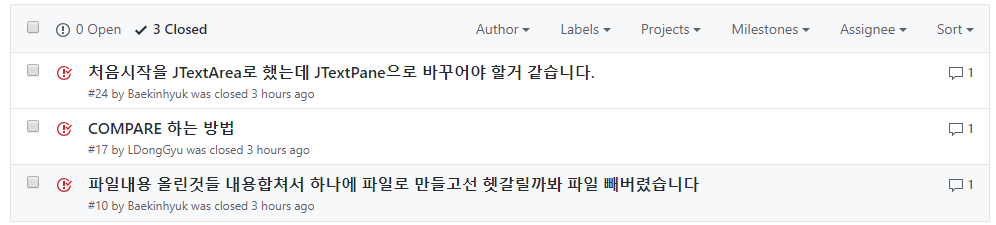 0 Open 3 Closed Author Labels Projects Milestones Assignee Sort
처음시작을 JTextArea로 했는데 JTextPane으로 바꾸어야 할거 같습니다. 1
#24 by Baekinhyuk was closed 3 hours ago
COMPARE 하는 방법 1
#17 by LDongGyu was closed 3 hours ago
파일내용 올린것들 내용합쳐서 하나에 파일로 만들고선 헷갈릴까봐 파일 빼버렸습니다 1
#10 by Baekinhyuk was closed 3 hours ago